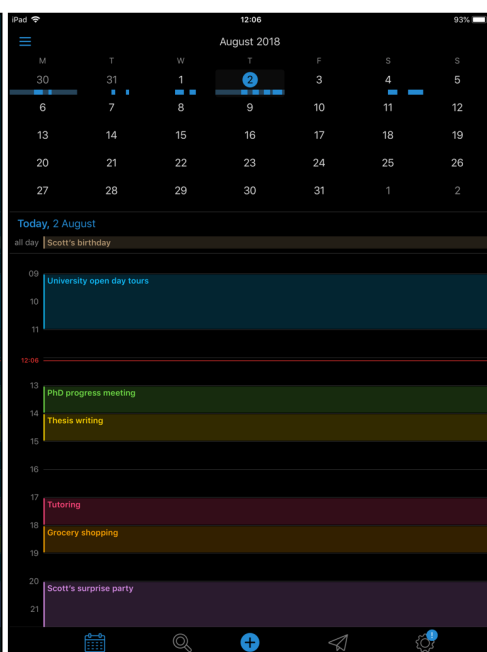 iPad 12:06 93%
August 2018
M T W T F S S
30 31 1 2 3 4 5
6 7 8 9 10 11 12
13 14 15 16 17 18 19
20 21 22 23 24 25 26
27 28 29 30 31 1 2
Today, 2 August
all day Scott's birthday
09
University open day tours
10
11
12:06
13
PhD progress meeting
14
Thesis writing
15
16
17
Tutoring
18
Grocery shopping
19
20
Scott's surprise party
21
!